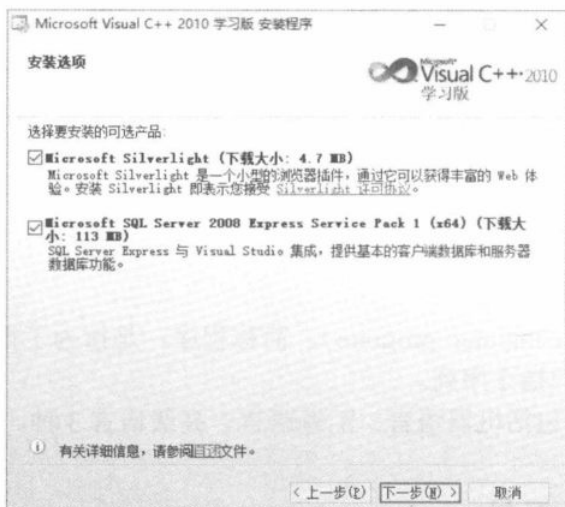 Microsoft Visual C++ 2010 学习版 安装程序
安装选项
Microsoft
Visual C++ 2010
学习版
选择要安装的可选产品:
Microsoft Silverlight (下载大小: 4.7 MB)
Microsoft Silverlight 是一个小型的浏览器插件，通过它可以获得丰富的 Web 体
验。安装 Silverlight 即表示您接受 Silverlight 许可协议。
Microsoft SQL Server 2008 Express Service Pack 1 (x64) (下载大
小: 113 MB)
SQL Server Express 与 Visual Studio 集成，提供基本的客户端数据库和服务器
数据库功能。
有关详细信息，请参阅自述文件。
< 上一步(P)
下一步(N) >
取消